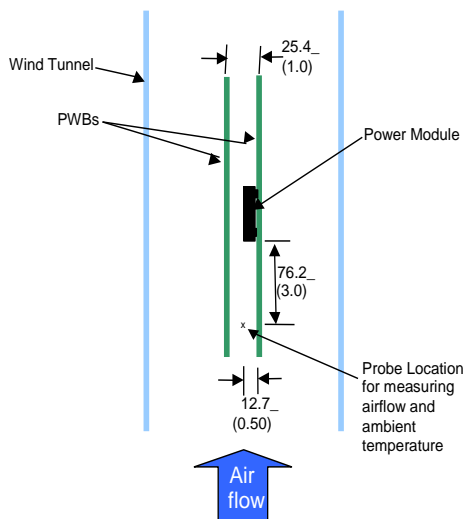 25.4_
(1.0)
Wind Tunnel
PWBs
Power Module
76.2_
(3.0)
x
Probe Location
for measuring
airflow and
ambient
temperature
12.7_
(0.50)
Air
flow